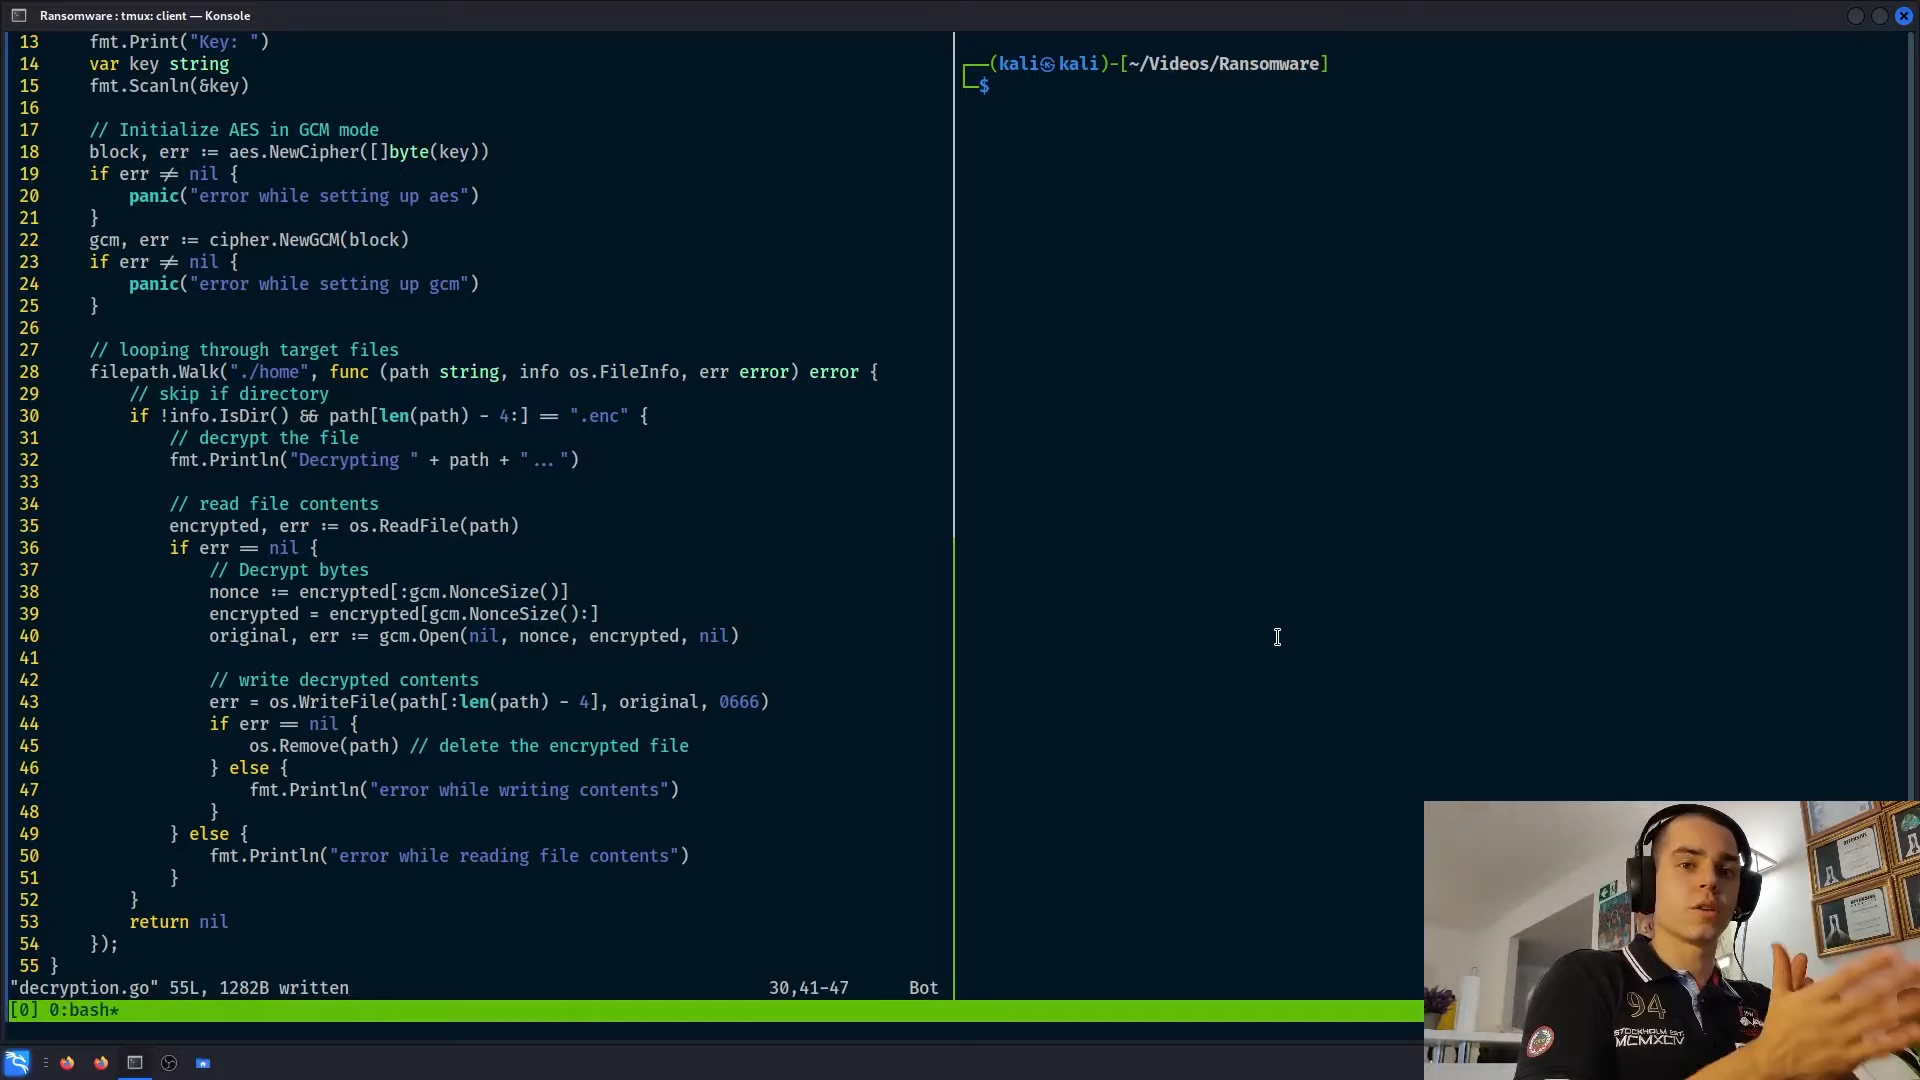 Ransomware : tmux: client — Konsole
13 fmt.Print("Key: ")
14 var key string
15 fmt.Scanln(&key)
16
17 // Initialize AES in GCM mode
18 block, err := aes.NewCipher([]byte(key))
19 if err ≠ nil {
20 panic("error while setting up aes")
21 }
22 gcm, err := cipher.NewGCM(block)
23 if err ≠ nil {
24 panic("error while setting up gcm")
25 }
26
27 // looping through target files
28 filepath.Walk("./home", func (path string, info os.FileInfo, err error) error {
29 // skip if directory
30 if !info.IsDir() && path[len(path) - 4:] == ".enc" {
31 // decrypt the file
32 fmt.Println("Decrypting " + path + "...")
33
34 // read file contents
35 encrypted, err := os.ReadFile(path)
36 if err == nil {
37 // Decrypt bytes
38 nonce := encrypted[:gcm.NonceSize()]
39 encrypted = encrypted[gcm.NonceSize():]
40 original, err := gcm.Open(nil, nonce, encrypted, nil)
41
42 // write decrypted contents
43 err = os.WriteFile(path[:len(path) - 4], original, 0666)
44 if err == nil {
45 os.Remove(path) // delete the encrypted file
46 } else {
47 fmt.Println("error while writing contents")
48 }
49 } else {
50 fmt.Println("error while reading file contents")
51 }
52 }
53 return nil
54 });
55 }
"decryption.go" 55L, 1282B written 30,41-47 Bot
[0] 0:bash*
(kali㉿kali)-[~/Videos/Ransomware]
$
94
STOCKHOLM EST.
MCMXCIV